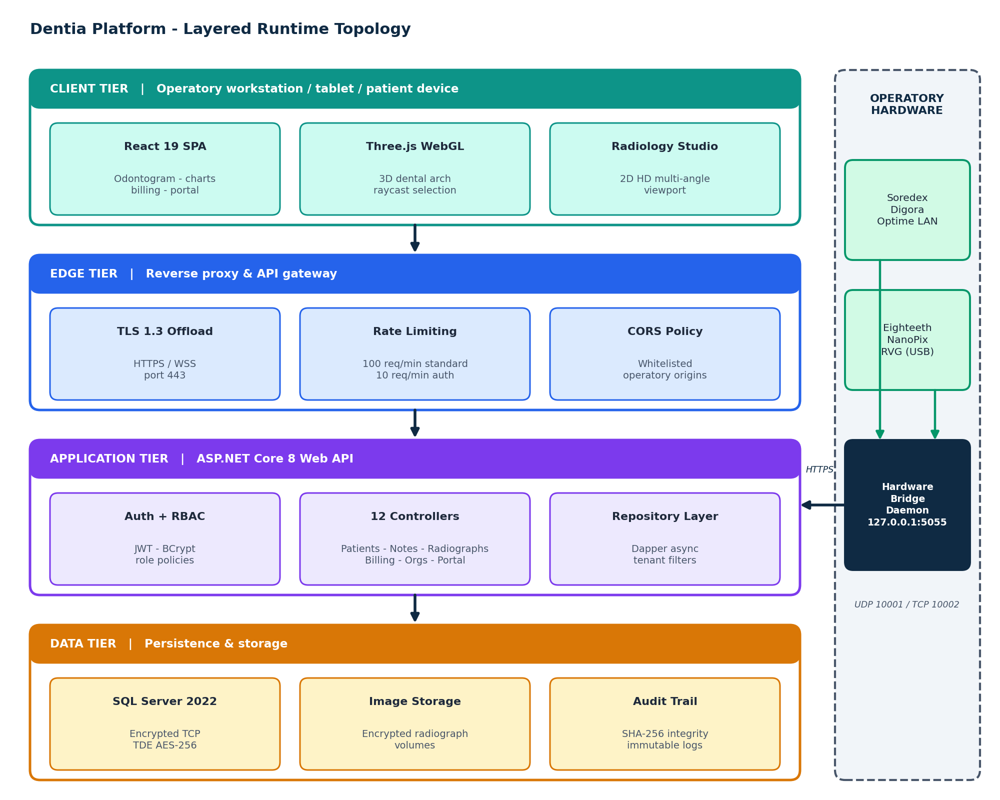 Dentia Platform - Layered Runtime Topology
CLIENT TIER | Operatory workstation / tablet / patient device
React 19 SPA
Odontogram - charts
billing - portal
Three.js WebGL
3D dental arch
raycast selection
Radiology Studio
2D HD multi-angle
viewport
EDGE TIER | Reverse proxy & API gateway
TLS 1.3 Offload
HTTPS / WSS
port 443
Rate Limiting
100 req/min standard
10 req/min auth
CORS Policy
Whitelisted
operatory origins
APPLICATION TIER | ASP.NET Core 8 Web API
Auth + RBAC
JWT - BCrypt
role policies
12 Controllers
Patients - Notes - Radiographs
Billing - Orgs - Portal
Repository Layer
Dapper async
tenant filters
DATA TIER | Persistence & storage
SQL Server 2022
Encrypted TCP
TDE AES-256
Image Storage
Encrypted radiograph
volumes
Audit Trail
SHA-256 integrity
immutable logs
OPERATORY
HARDWARE
Soredex
Digora
Optime LAN
Eighteeth
NanoPix
RVG (USB)
HTTPS
Hardware
Bridge
Daemon
127.0.0.1:5055
UDP 10001 / TCP 10002